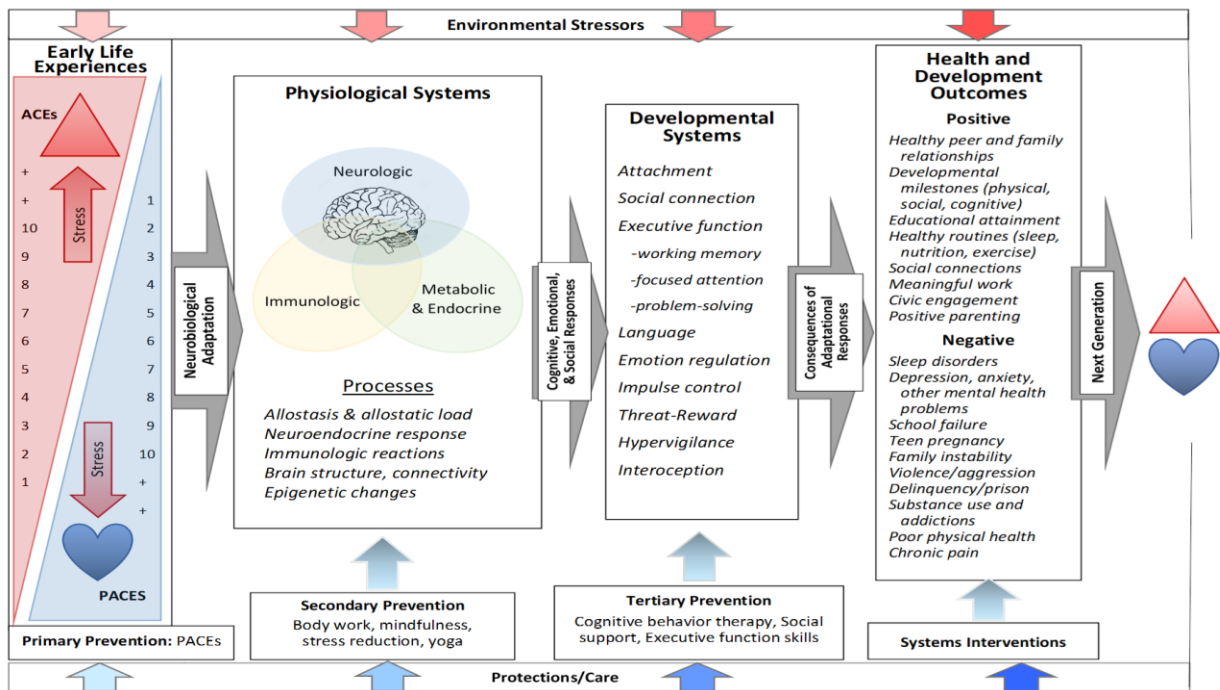 Environmental Stressors
Early Life
Experiences
ACEs
+
+
10
9
8
7
6
5
4
3
2
1
Stress
1
2
3
4
5
6
7
8
9
10
+
+
Stress
PACES
Primary Prevention: PACEs
Neurobiological
Adaptation
Physiological Systems
Neurologic
Immunologic
Metabolic
& Endocrine
Processes
Allostasis & allostatic load
Neuroendocrine response
Immunologic reactions
Brain structure, connectivity
Epigenetic changes
Secondary Prevention
Body work, mindfulness,
stress reduction, yoga
Cognitive, Emotional,
& Social Responses
Developmental
Systems
Attachment
Social connection
Executive function
-working memory
-focused attention
-problem-solving
Language
Emotion regulation
Impulse control
Threat-Reward
Hypervigilance
Interoception
Tertiary Prevention
Cognitive behavior therapy, Social
support, Executive function skills
Consequences of
Adaptational
Responses
Health and
Development
Outcomes
Positive
Healthy peer and family
relationships
Developmental
milestones (physical,
social, cognitive)
Educational attainment
Healthy routines (sleep,
nutrition, exercise)
Social connections
Meaningful work
Civic engagement
Positive parenting
Negative
Sleep disorders
Depression, anxiety,
other mental health
problems
School failure
Teen pregnancy
Family instability
Violence/aggression
Delinquency/prison
Substance use and
addictions
Poor physical health
Chronic pain
Systems Interventions
Next Generation
Protections/Care